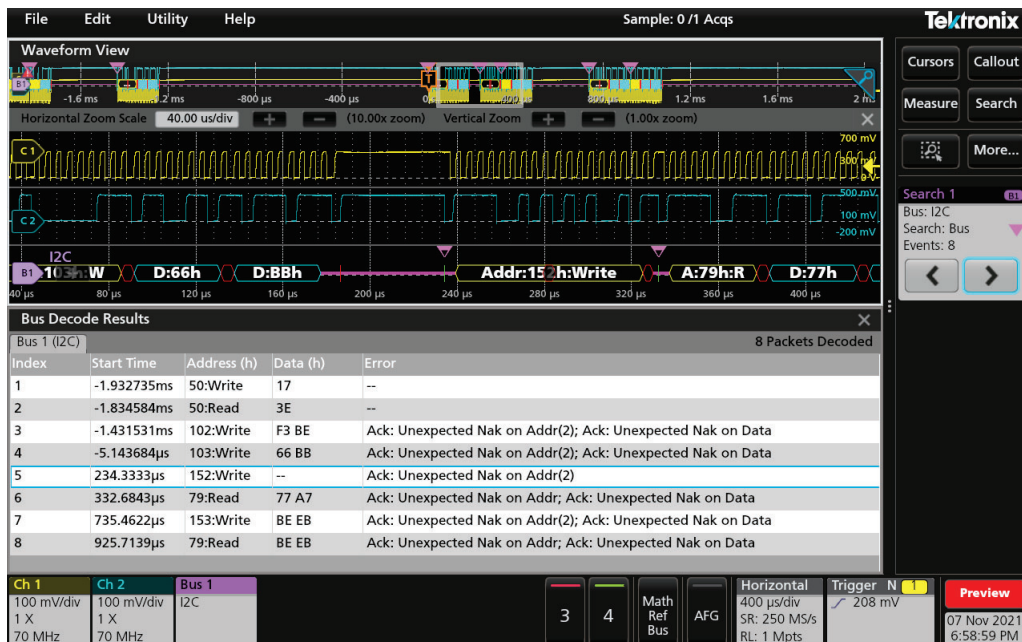 File Edit Utility Help Sample: 0 /1 Acqs Tektronix
Waveform View
Cursors Callout
B1
-1.6 ms -800 µs -400 µs 1.2 ms 1.6 ms
Horizontal Zoom Scale 40.00 us/div + − (10.00x zoom) Vertical Zoom + − (1.00x zoom)
Measure Search
More...
C 1 700 mV
300 mV
0 V
C 2 500 mV
100 mV
-200 mV
Search 1 B1
Bus: I2C
Search: Bus
Events: 8
I2C
B1 W D:66h D:BBh Addr:152h:Write A:79h:R D:77h
40 µs 80 µs 120 µs 160 µs 200 µs 240 µs 280 µs 320 µs 360 µs 400 µs
Bus Decode Results
Bus 1 (I2C) 8 Packets Decoded
Index Start Time Address (h) Data (h) Error
1 -1.932735ms 50:Write 17 --
2 -1.834584ms 50:Read 3E --
3 -1.431531ms 102:Write F3 BE Ack: Unexpected Nak on Addr(2); Ack: Unexpected Nak on Data
4 -5.143684µs 103:Write 66 BB Ack: Unexpected Nak on Addr(2); Ack: Unexpected Nak on Data
5 234.3333µs 152:Write -- Ack: Unexpected Nak on Addr(2)
6 332.6843µs 79:Read 77 A7 Ack: Unexpected Nak on Addr; Ack: Unexpected Nak on Data
7 735.4622µs 153:Write BE EB Ack: Unexpected Nak on Addr(2); Ack: Unexpected Nak on Data
8 925.7139µs 79:Read BE EB Ack: Unexpected Nak on Addr; Ack: Unexpected Nak on Data
Ch 1 Ch 2 Bus 1 Horizontal Trigger N 1
100 mV/div 100 mV/div I2C 3 4 Math Ref Bus AFG 400 µs/div 208 mV Preview
1 X 1 X SR: 250 MS/s 07 Nov 2021
70 MHz 70 MHz RL: 1 Mpts 6:58:59 PM